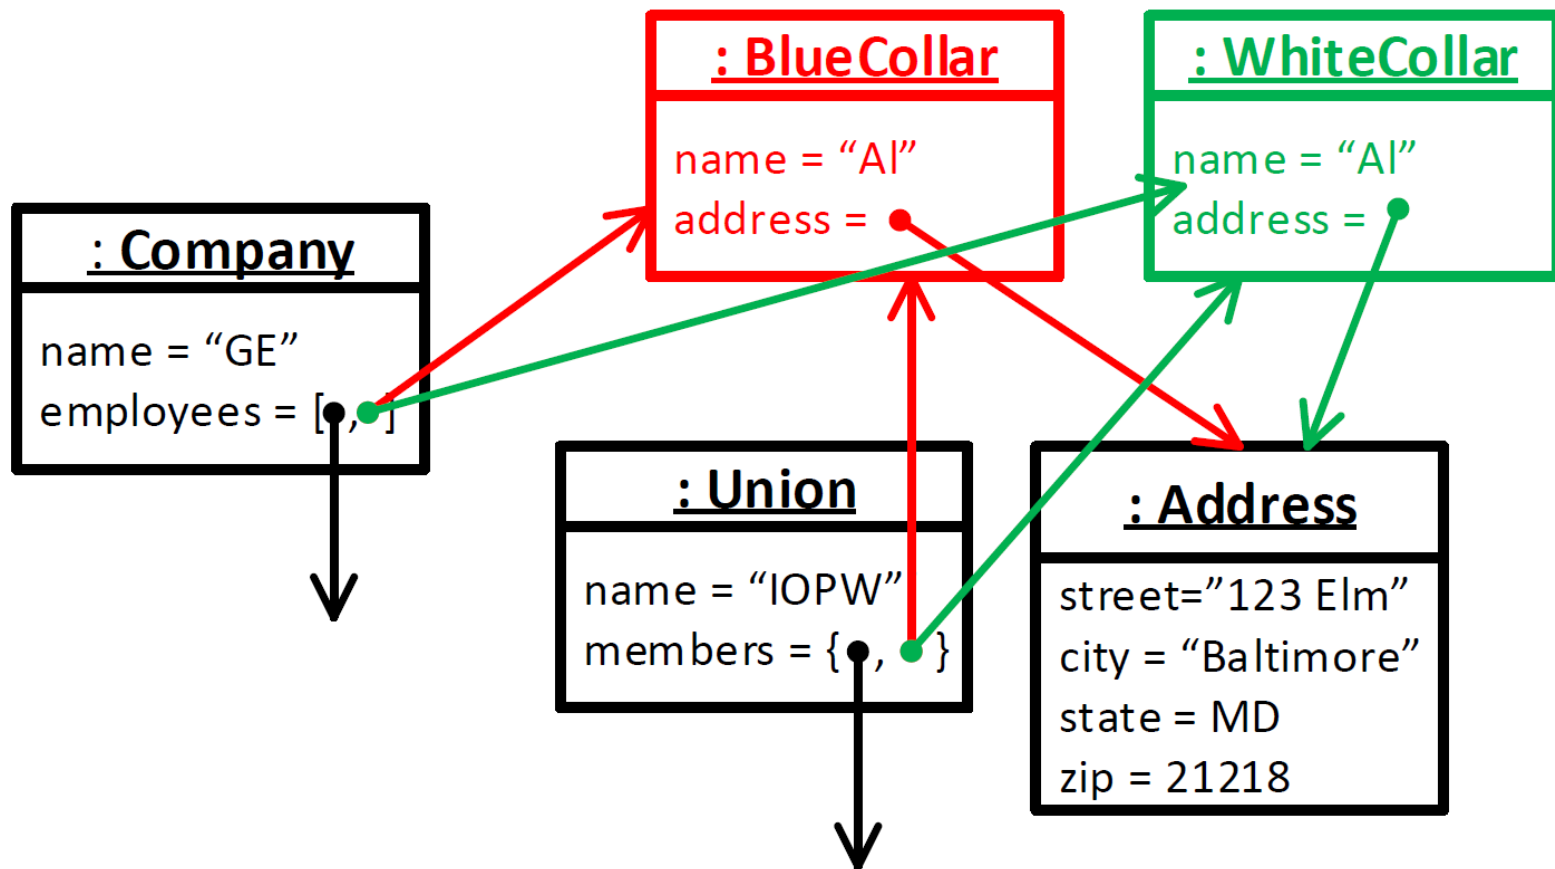 : BlueCollar
name = “Al”
address =
: WhiteCollar
name = “Al”
address =
: Company
name = “GE”
employees = [ , ]
: Union
name = “IOPW”
members = { , }
: Address
street=”123 Elm”
city = “Baltimore”
state = MD
zip = 21218